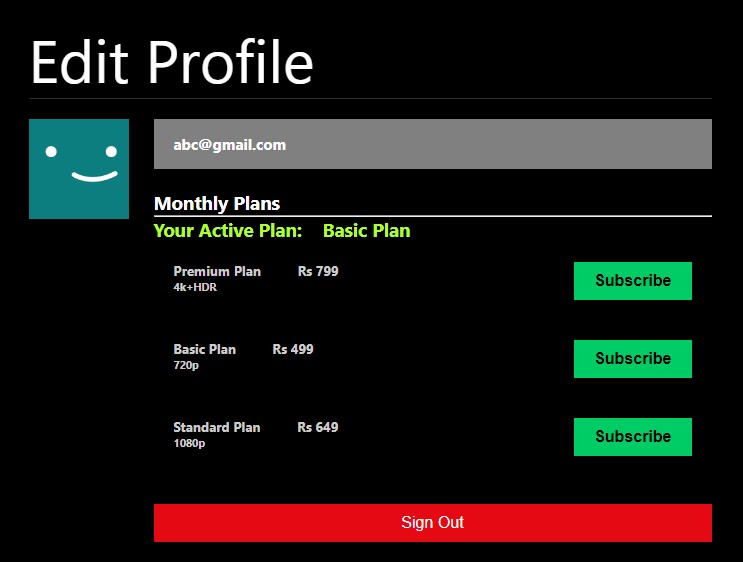 Edit Profile
abc@gmail.com
Monthly Plans
Your Active Plan: Basic Plan
Premium Plan Rs 799
4k+HDR
Subscribe
Basic Plan Rs 499
720p
Subscribe
Standard Plan Rs 649
1080p
Subscribe
Sign Out